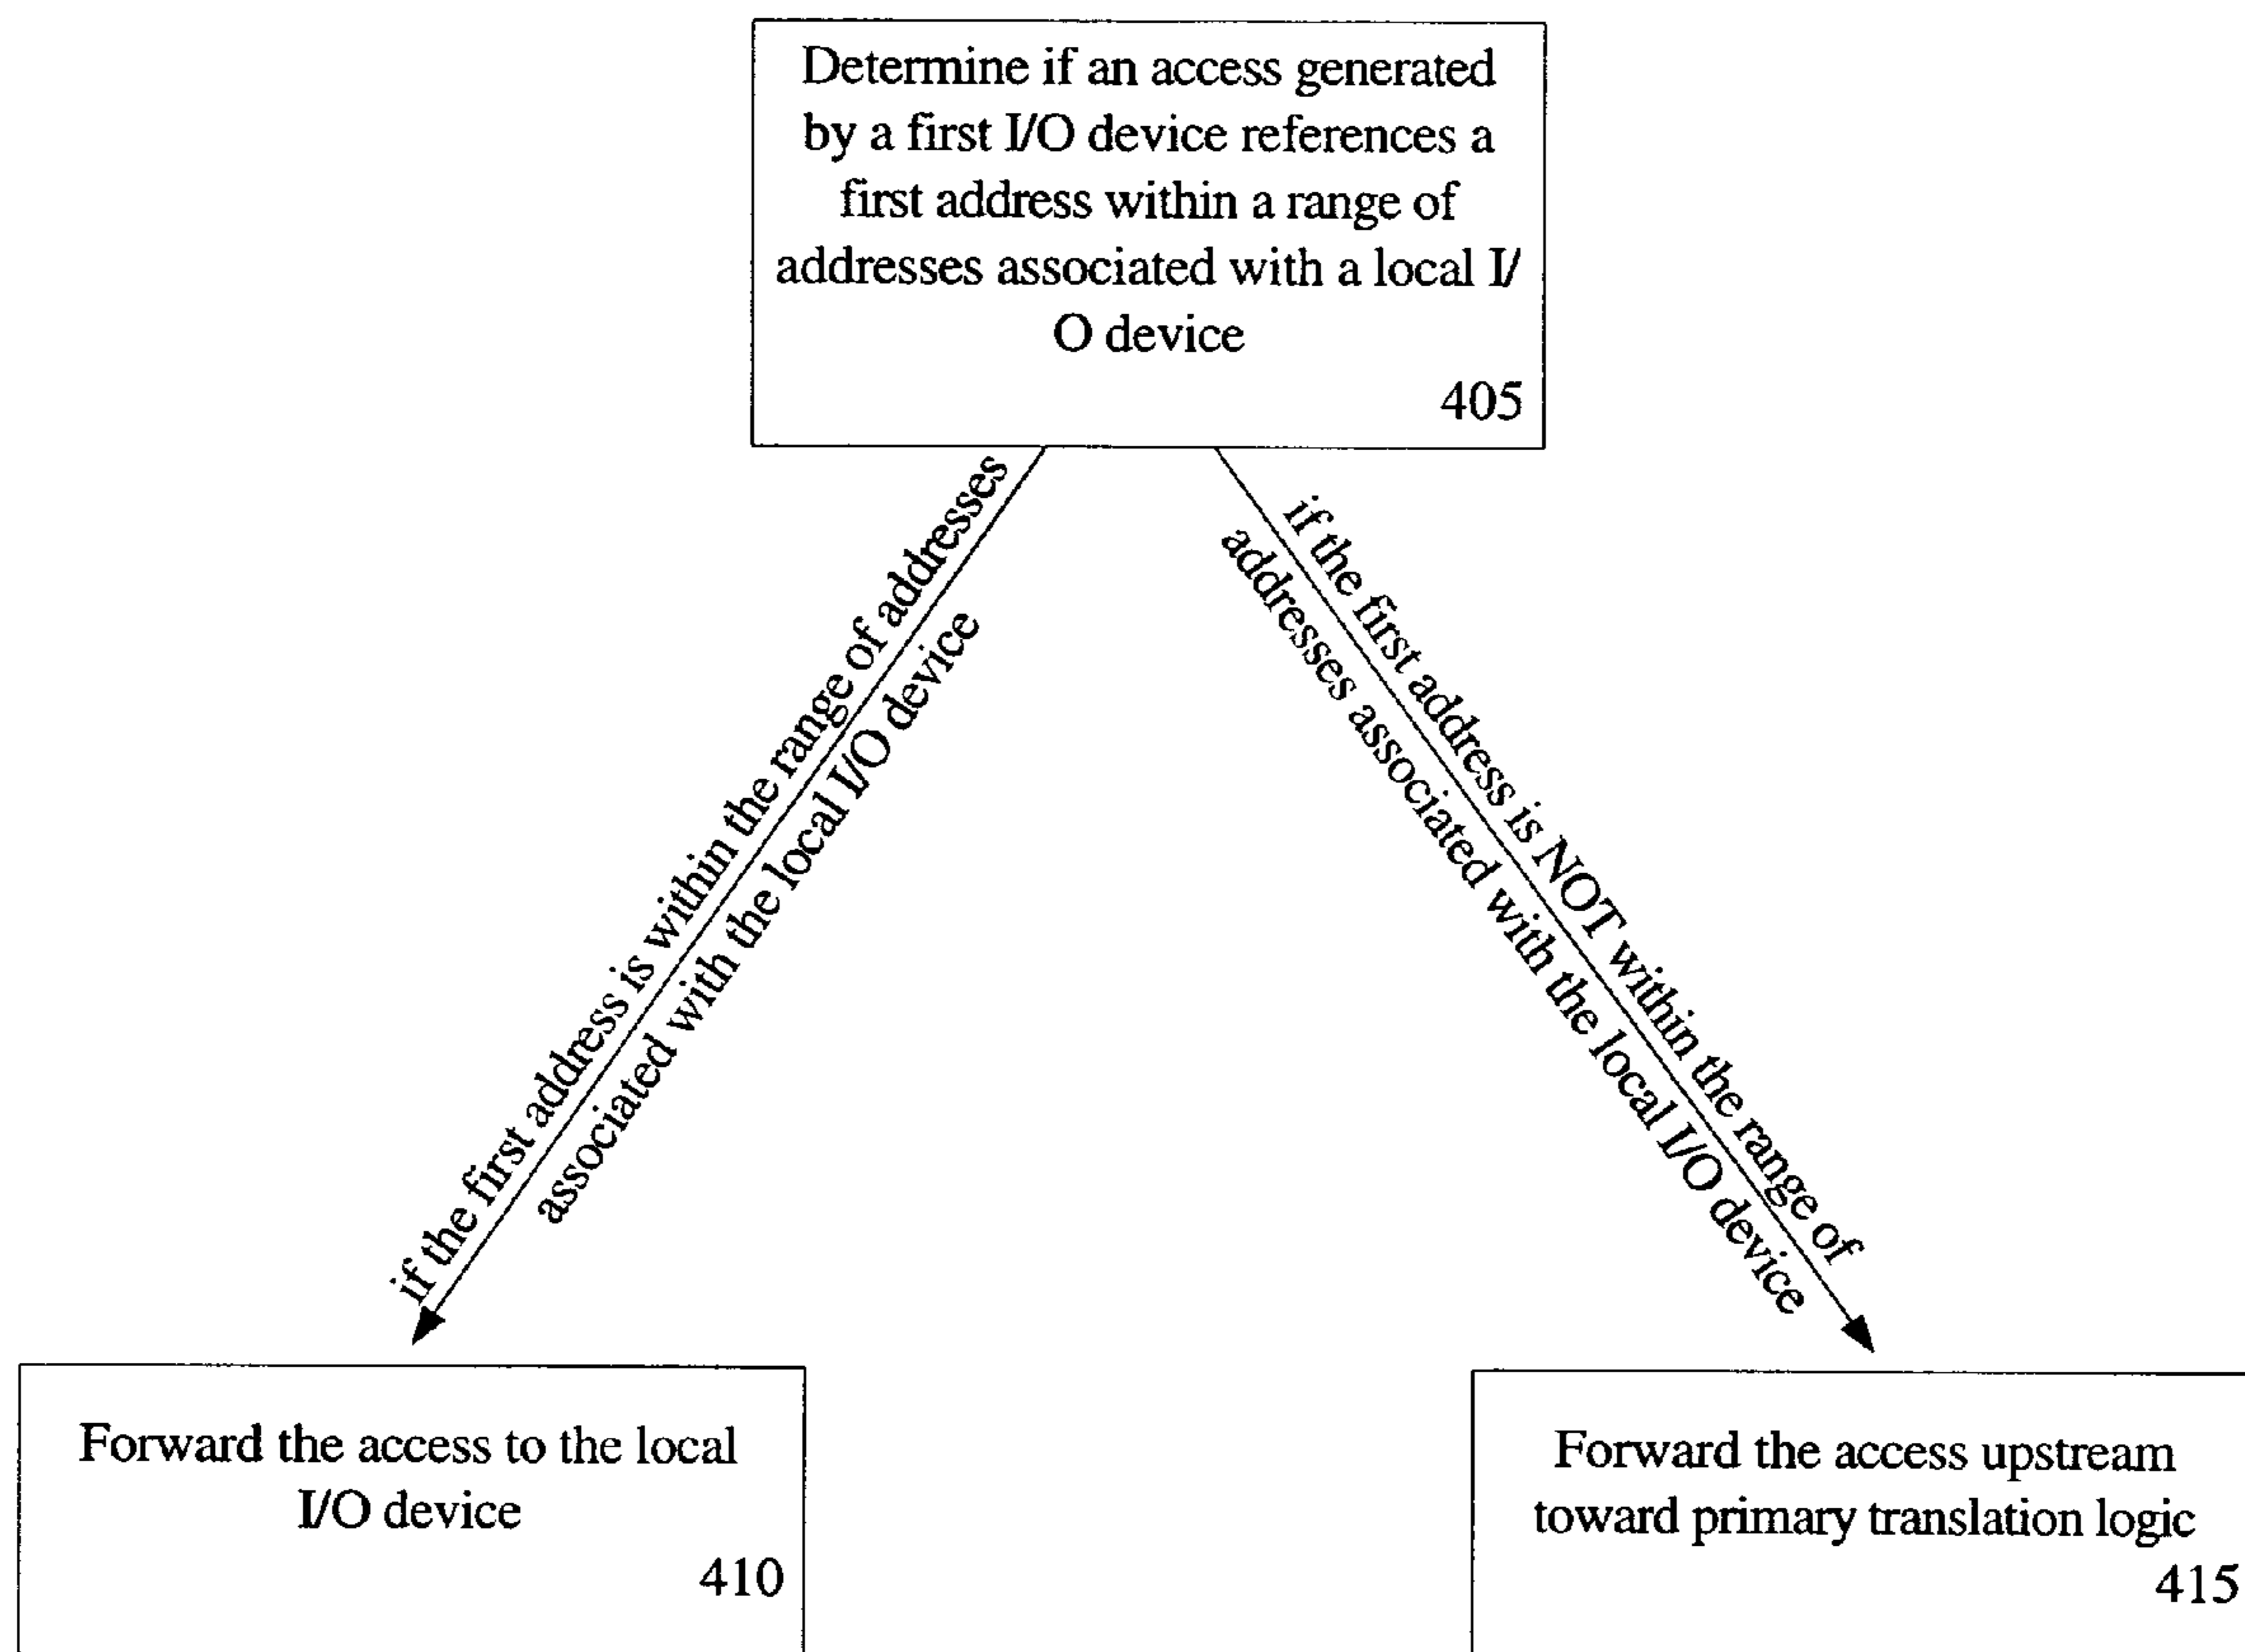 Determine if an access generated
by a first I/O device references a
first address within a range of
addresses associated with a local I/
O device
405
if the first address is within the range of addresses
associated with the local I/O device
if the first address is NOT within the range of
addresses associated with the local I/O device
Forward the access to the local
I/O device
410
Forward the access upstream
toward primary translation logic
415